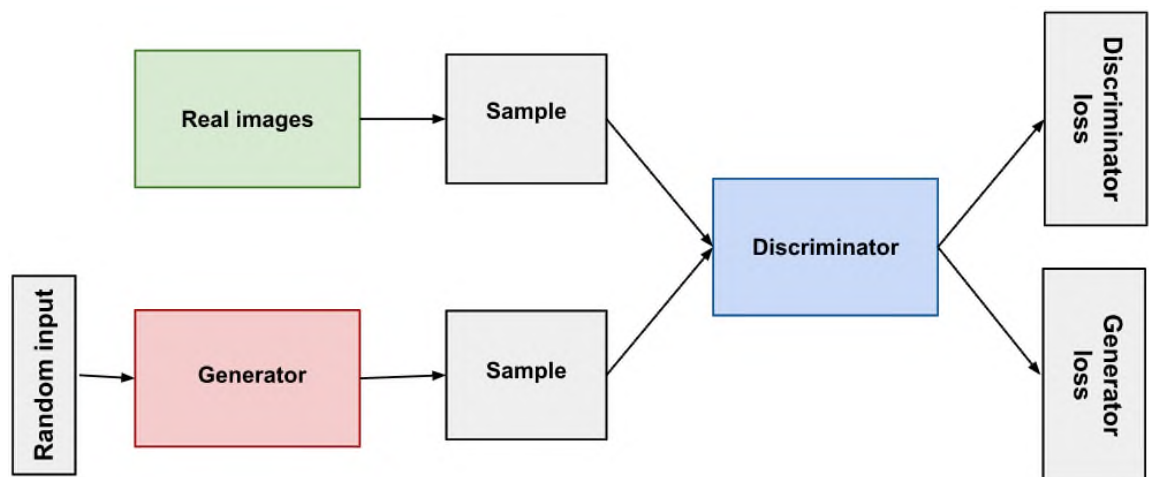 Real images
Sample
Discriminator
loss
Discriminator
Random input
Generator
Sample
Generator
loss